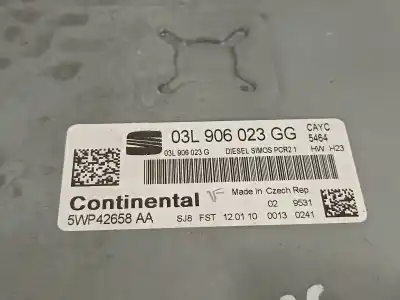 03L 906 023 GG CAYC
5464
03L 906 023 G DIESEL SIMOS PCR2 1 HW H23
Continental Made in Czech Rep.
02 9531
5WP42658 AA SJ8 FST 12.01.10 0013 0241